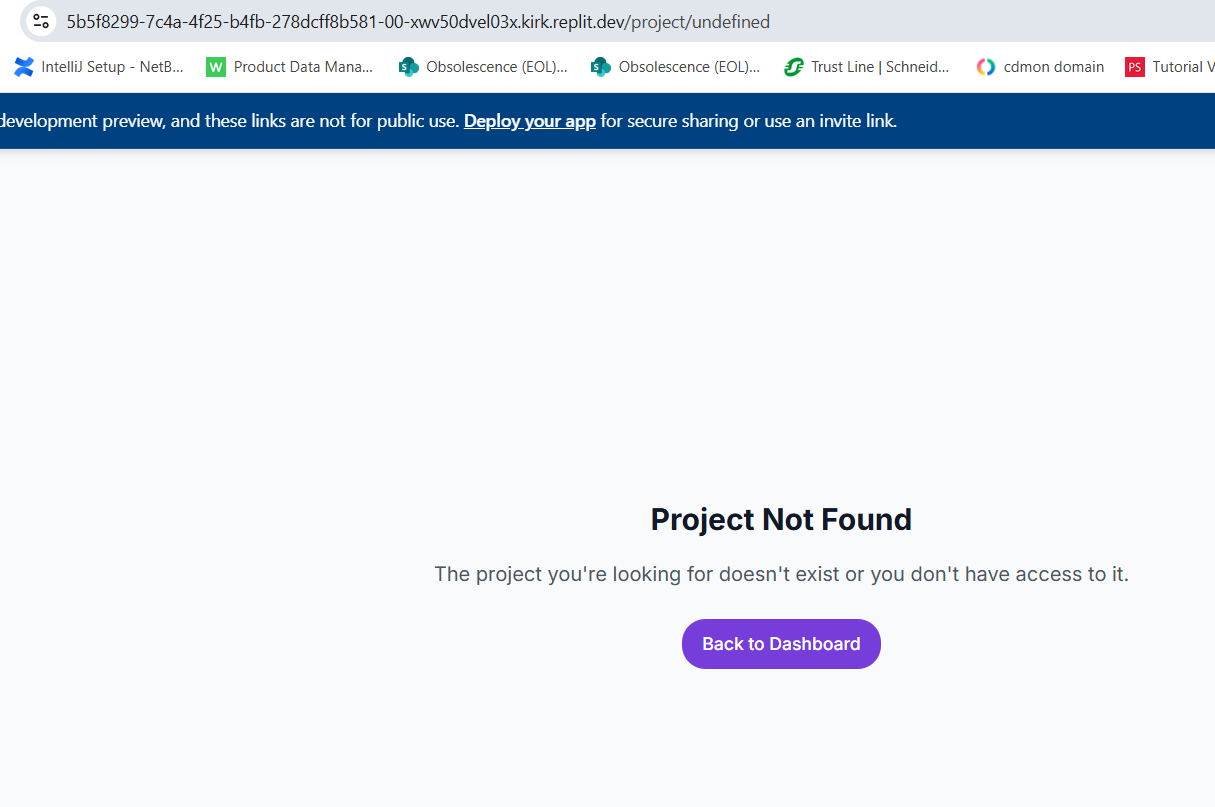 5b5f8299-7c4a-4f25-b4fb-278dcff8b581-00-xwv50dvel03x.kirk.replit.dev/project/undefined
IntelliJ Setup - NetB... W Product Data Mana... S Obsolescence (EOL)... S Obsolescence (EOL)... Trust Line | Schneid... cdmon domain PS Tutorial V
development preview, and these links are not for public use. Deploy your app for secure sharing or use an invite link.
Project Not Found
The project you're looking for doesn't exist or you don't have access to it.
Back to Dashboard